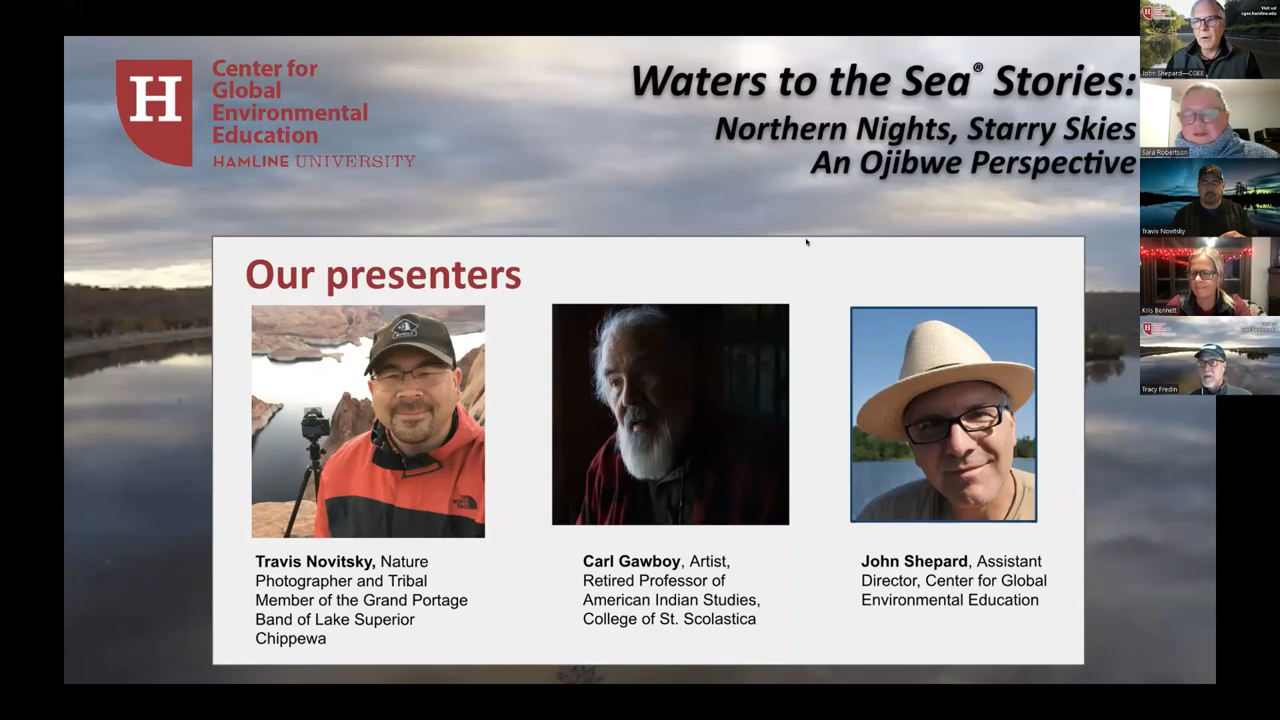 H
Center for
Global
Environmental
Education
HAMLINE UNIVERSITY
Waters to the Sea® Stories:
Northern Nights, Starry Skies
An Ojibwe Perspective
Our presenters
Travis Novitsky, Nature
Photographer and Tribal
Member of the Grand Portage
Band of Lake Superior
Chippewa
Carl Gawboy, Artist,
Retired Professor of
American Indian Studies,
College of St. Scolastica
John Shepard, Assistant
Director, Center for Global
Environmental Education
John Shepard—CGEE
Sara Robertson
Travis Novitsky
Kris Bennett
Tracy Fredin